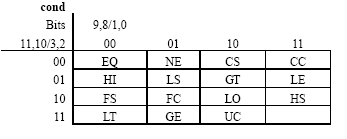 cond
Bits 9,8/1,0
11,10/3,2 00 01 10 11
00 EQ NE CS CC
01 HI LS GT LE
10 FS FC LO HS
11 LT GE UC